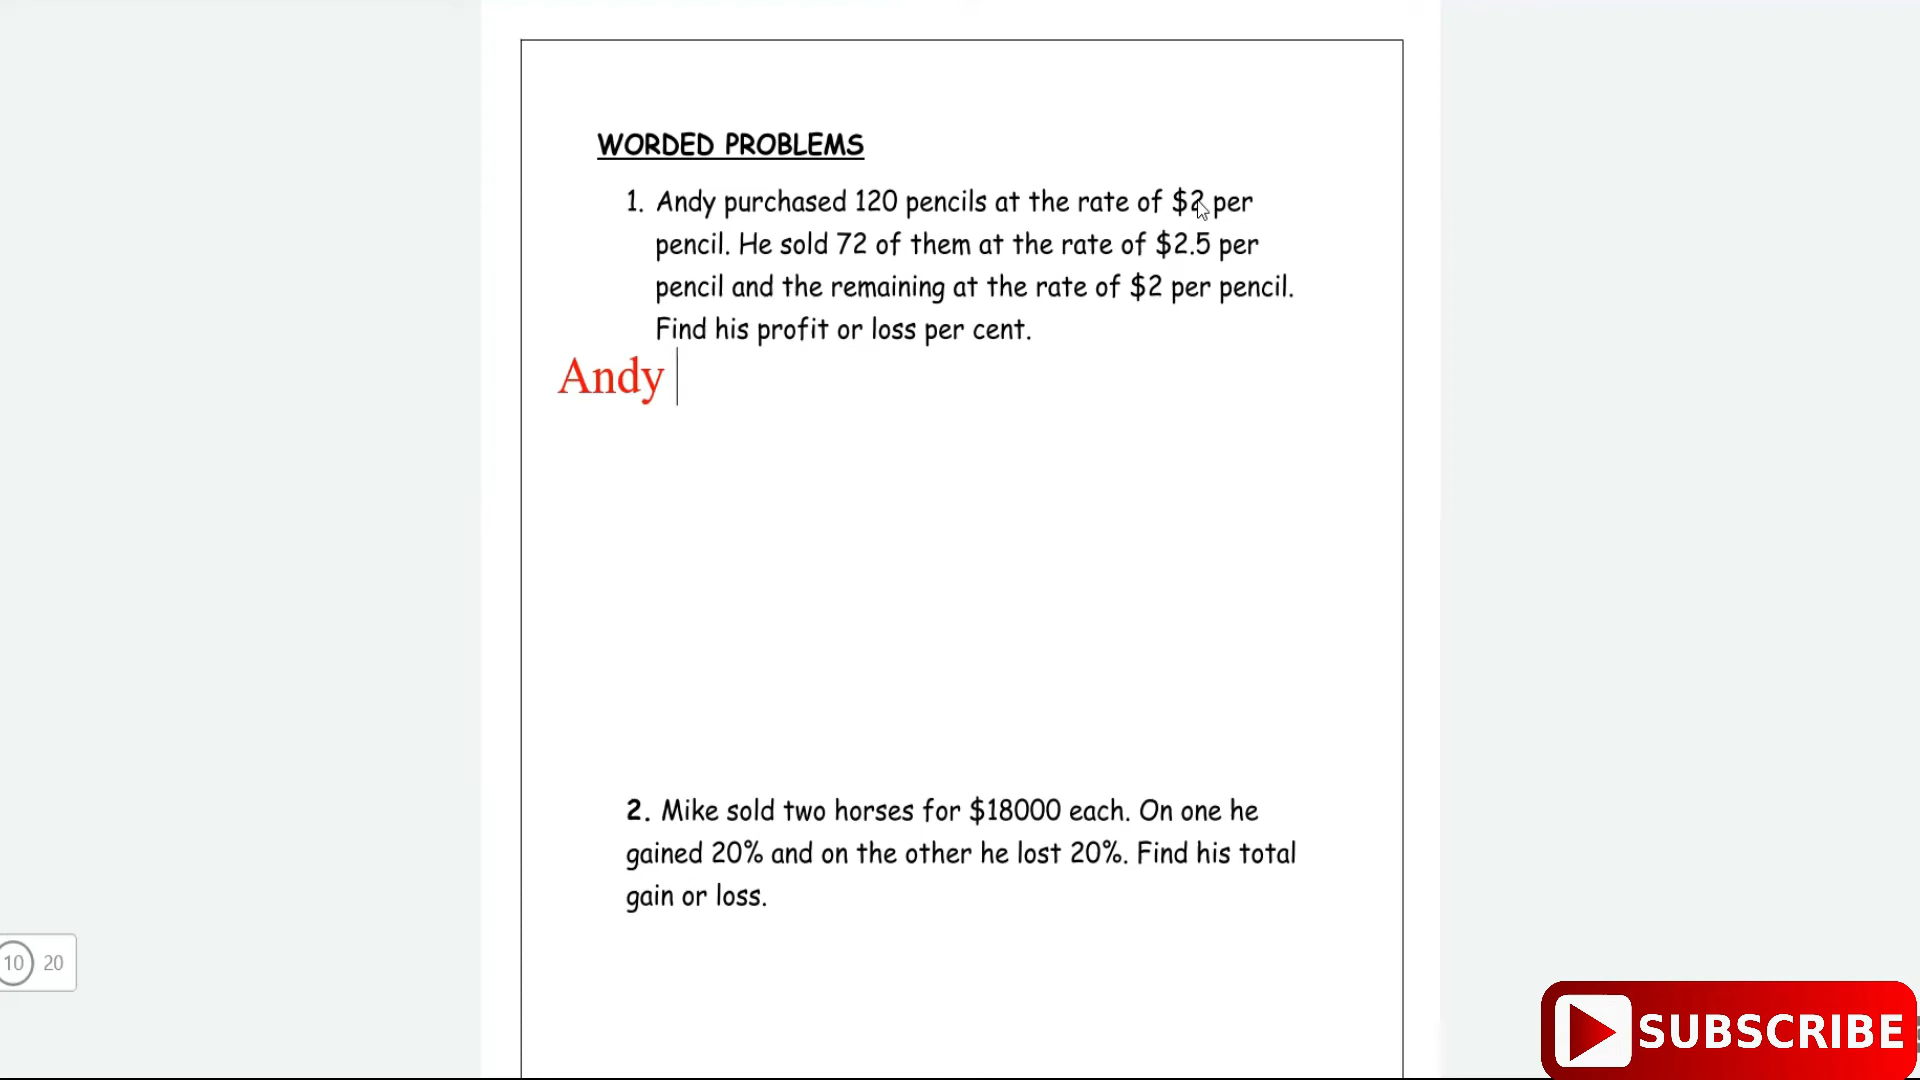 WORDED PROBLEMS
1. Andy purchased 120 pencils at the rate of $2 per
pencil. He sold 72 of them at the rate of $2.5 per
pencil and the remaining at the rate of $2 per pencil.
Find his profit or loss per cent.
Andy
2. Mike sold two horses for $18000 each. On one he
gained 20% and on the other he lost 20%. Find his total
gain or loss.
10 20
SUBSCRIBE